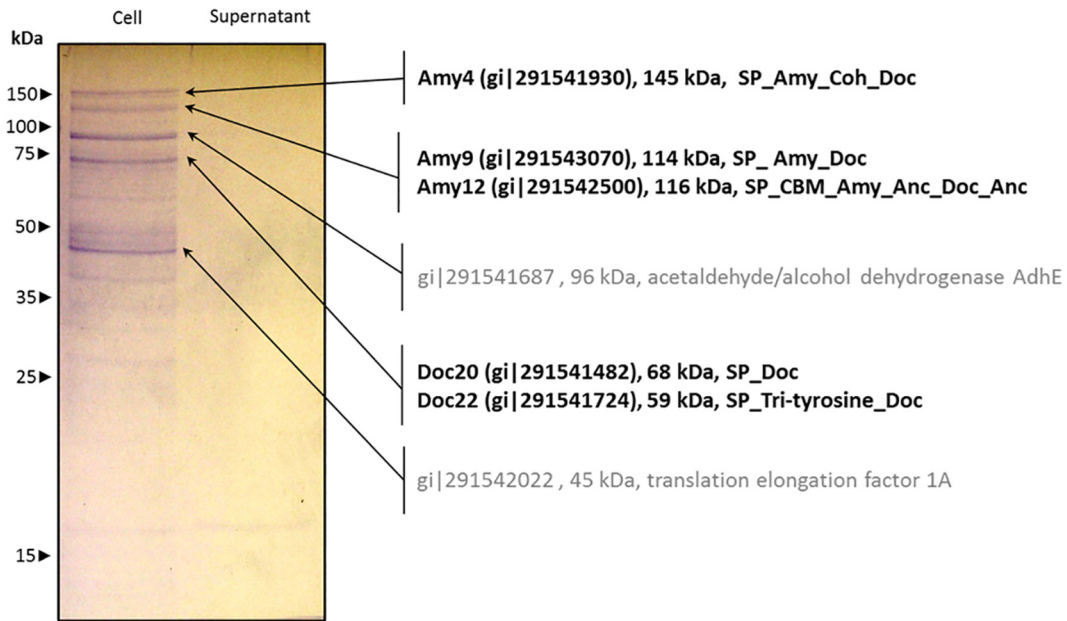 Cell Supernatant
kDa
150
100
75
50
35
25
15
Amy4 (gi|291541930), 145 kDa, SP_Amy_Coh_Doc
Amy9 (gi|291543070), 114 kDa, SP_ Amy_Doc
Amy12 (gi|291542500), 116 kDa, SP_CBM_Amy_Anc_Doc_Anc
gi|291541687 , 96 kDa, acetaldehyde/alcohol dehydrogenase AdhE
Doc20 (gi|291541482), 68 kDa, SP_Doc
Doc22 (gi|291541724), 59 kDa, SP_Tri-tyrosine_Doc
gi|291542022 , 45 kDa, translation elongation factor 1A